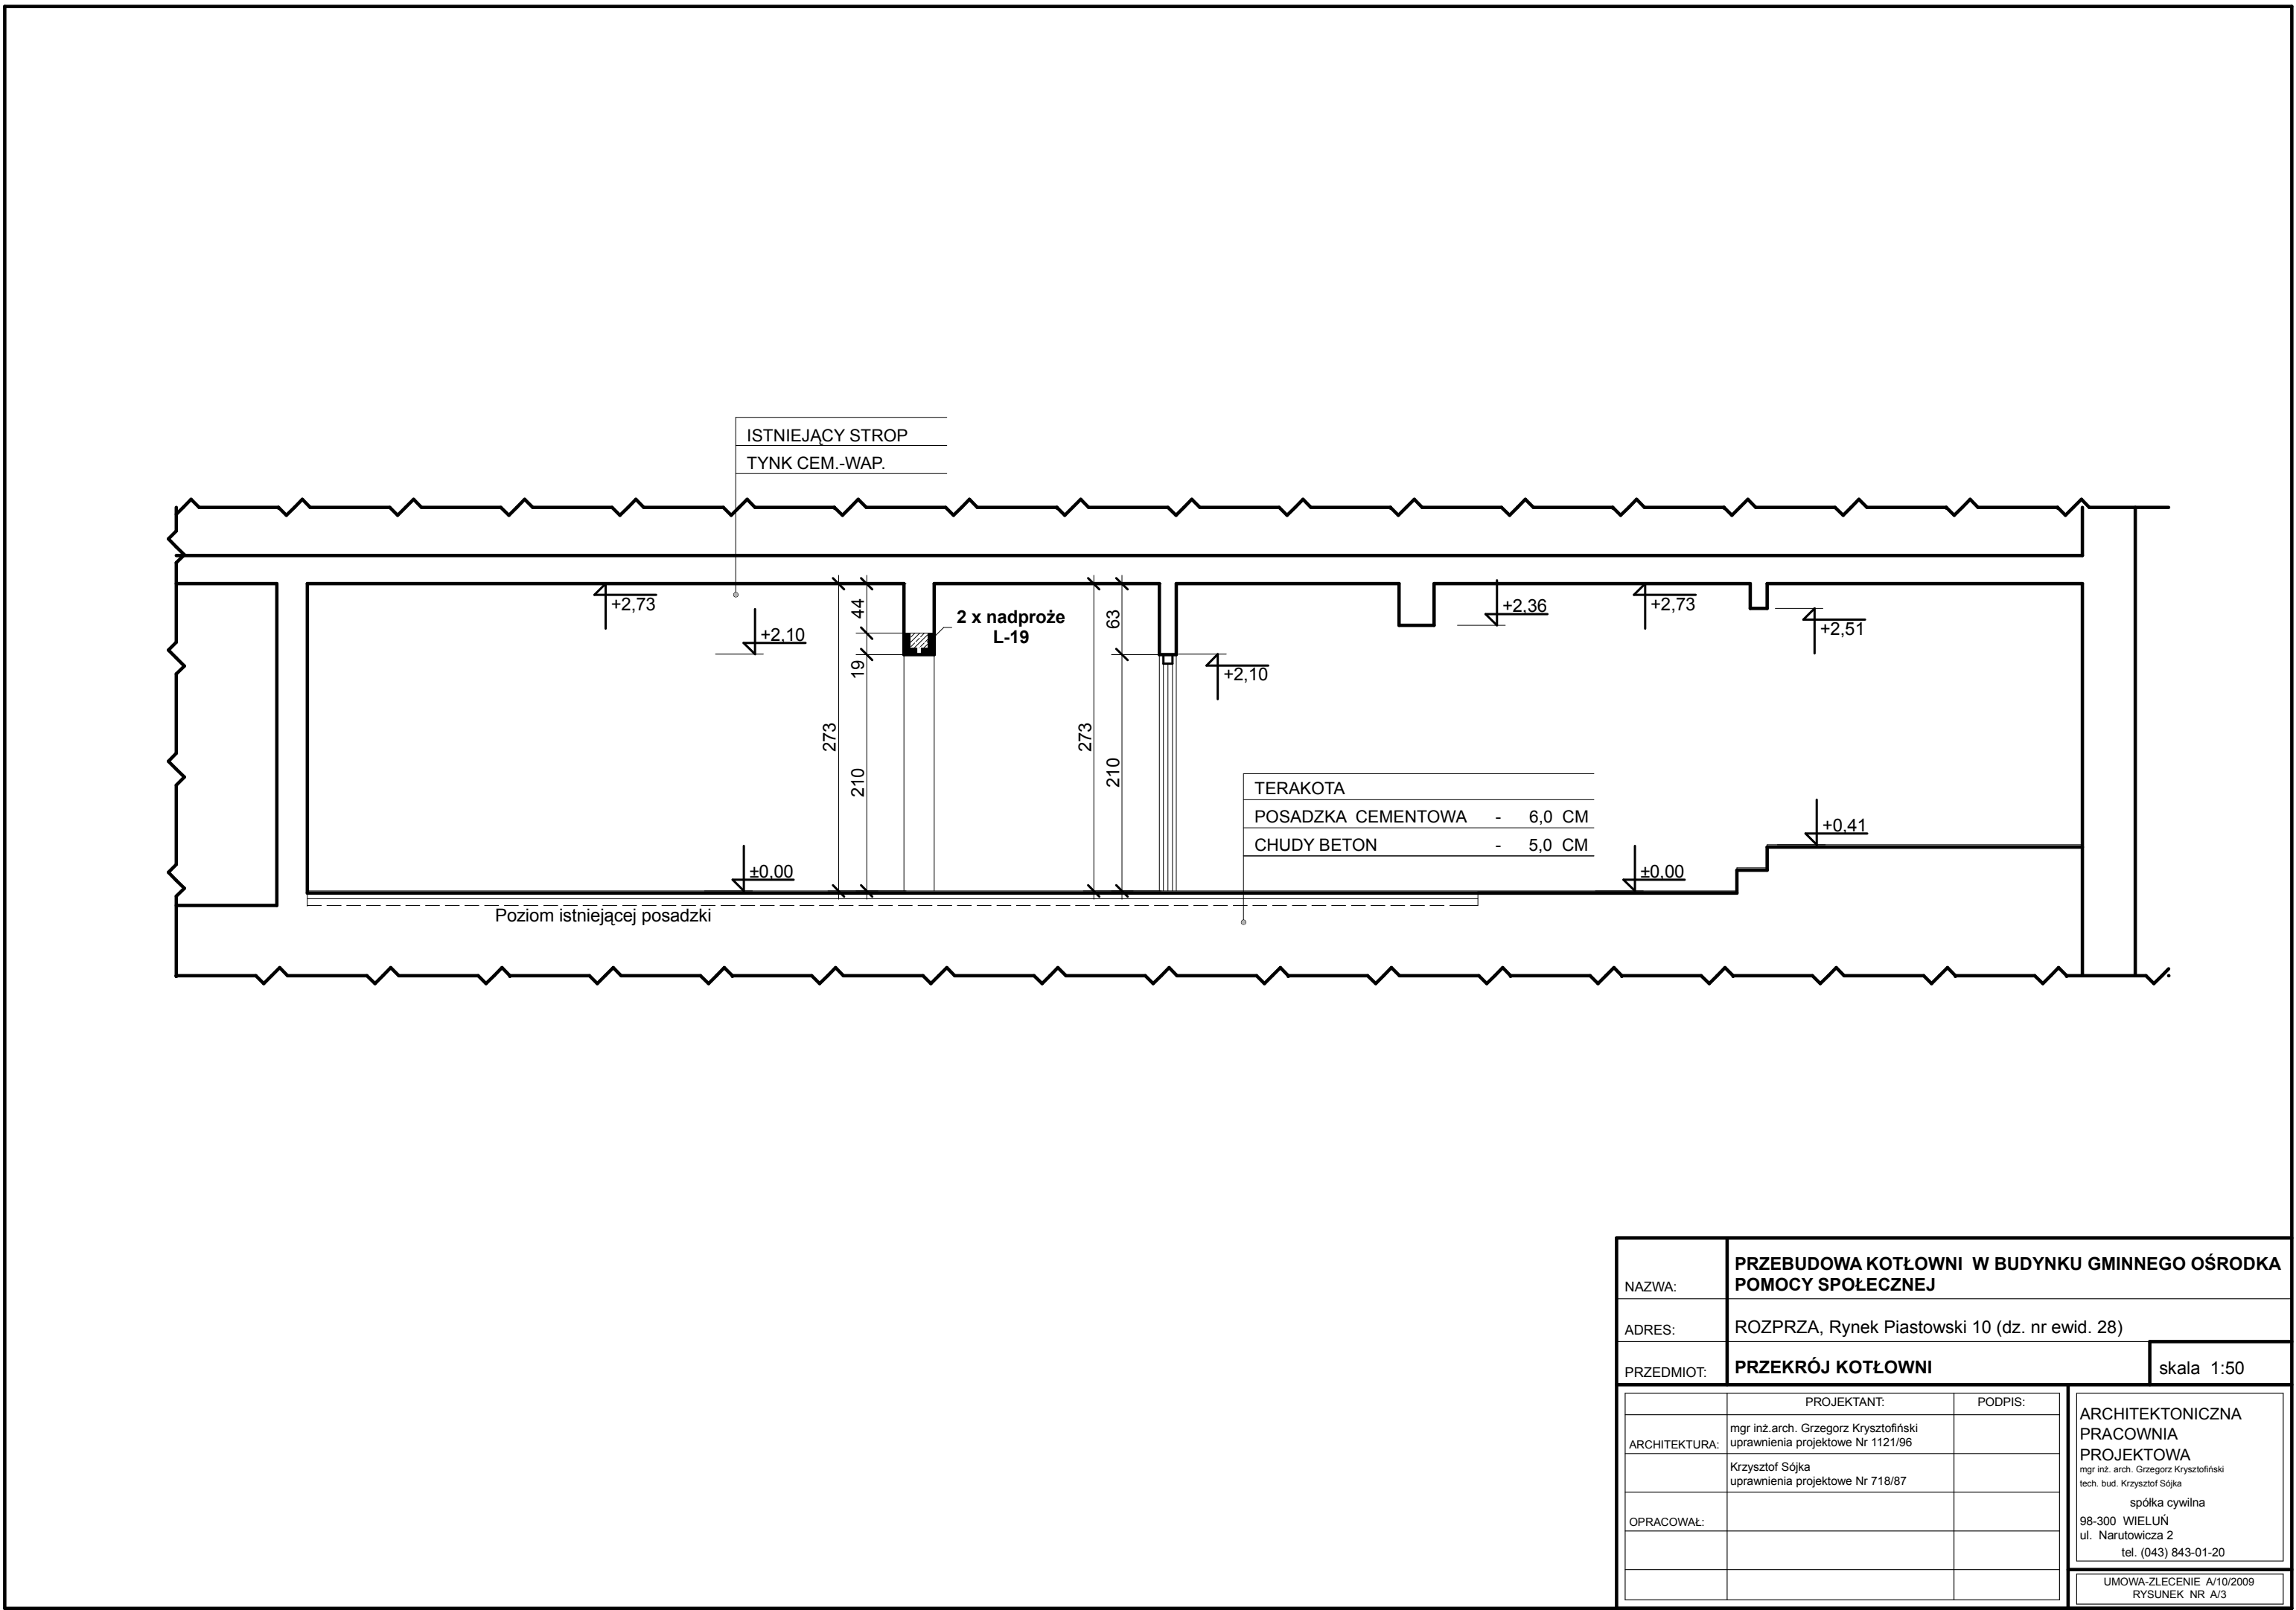 ISTNIEJĄCY STROP
TYNK CEM.-WAP.
+2,73
+2,10
44
19
273
210
2 x nadproże
L-19
63
273
210
+2,10
+2,36
+2,73
+2,51
TERAKOTA
POSADZKA CEMENTOWA - 6,0 CM
CHUDY BETON - 5,0 CM
+0,41
±0,00
±0,00
Poziom istniejącej posadzki
NAZWA:
PRZEBUDOWA KOTŁOWNI W BUDYNKU GMINNEGO OŚRODKA
POMOCY SPOŁECZNEJ
ADRES:
ROZPRZA, Rynek Piastowski 10 (dz. nr ewid. 28)
PRZEDMIOT:
PRZEKRÓJ KOTŁOWNI
skala 1:50
PROJEKTANT:
PODPIS:
ARCHITEKTURA:
mgr inż.arch. Grzegorz Krysztofiński
uprawnienia projektowe Nr 1121/96
Krzysztof Sójka
uprawnienia projektowe Nr 718/87
OPRACOWAŁ:
ARCHITEKTONICZNA
PRACOWNIA
PROJEKTOWA
mgr inż. arch. Grzegorz Krysztofiński
tech. bud. Krzysztof Sójka
spółka cywilna
98-300 WIELUŃ
ul. Narutowicza 2
tel. (043) 843-01-20
UMOWA-ZLECENIE A/10/2009
RYSUNEK NR A/3